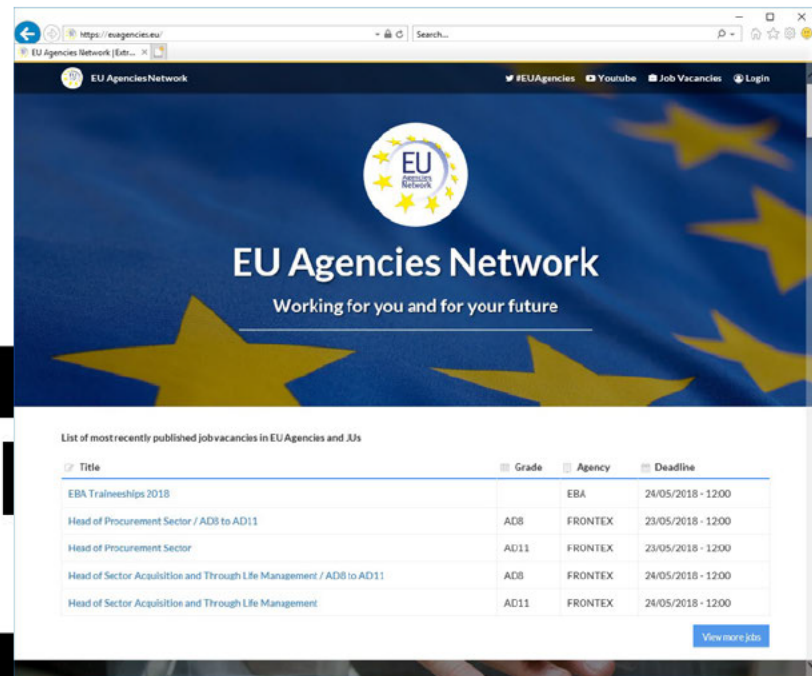 https://euagencies.eu/
Search...
EU Agencies Network | Extr...
EU Agencies Network
#EUAgencies Youtube Job Vacancies Login
EU
Agencies
Network
EU Agencies Network
Working for you and for your future
List of most recently published job vacancies in EU Agencies and JUs
Title Grade Agency Deadline
EBA Traineeships 2018 EBA 24/05/2018 - 12:00
Head of Procurement Sector / AD8 to AD11 AD8 FRONTEX 23/05/2018 - 12:00
Head of Procurement Sector AD11 FRONTEX 23/05/2018 - 12:00
Head of Sector Acquisition and Through Life Management / AD8 to AD11 AD8 FRONTEX 24/05/2018 - 12:00
Head of Sector Acquisition and Through Life Management AD11 FRONTEX 24/05/2018 - 12:00
View more jobs